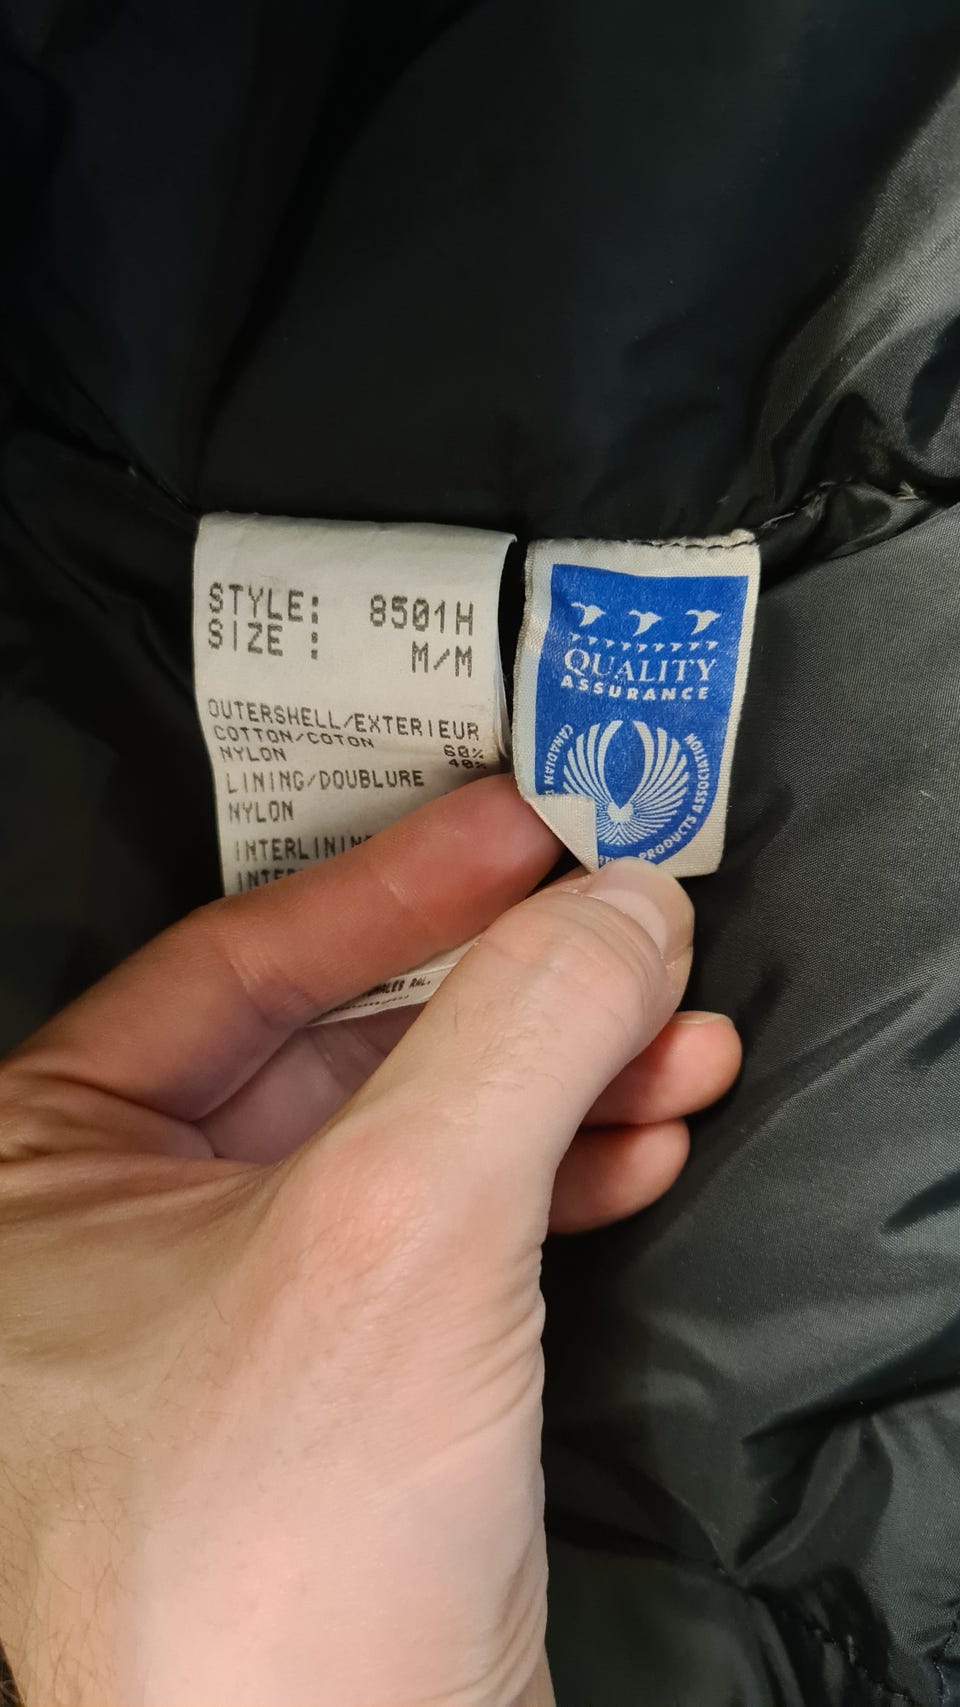 STYLE: 8501H
SIZE : M/M
OUTERSHELL/EXTERIEUR
COTTON/COTON 60%
NYLON 40%
LINING/DOUBLURE
NYLON
QUALITY
ASSURANCE
CANADIAN
PRODUCTS ASSOCIATION